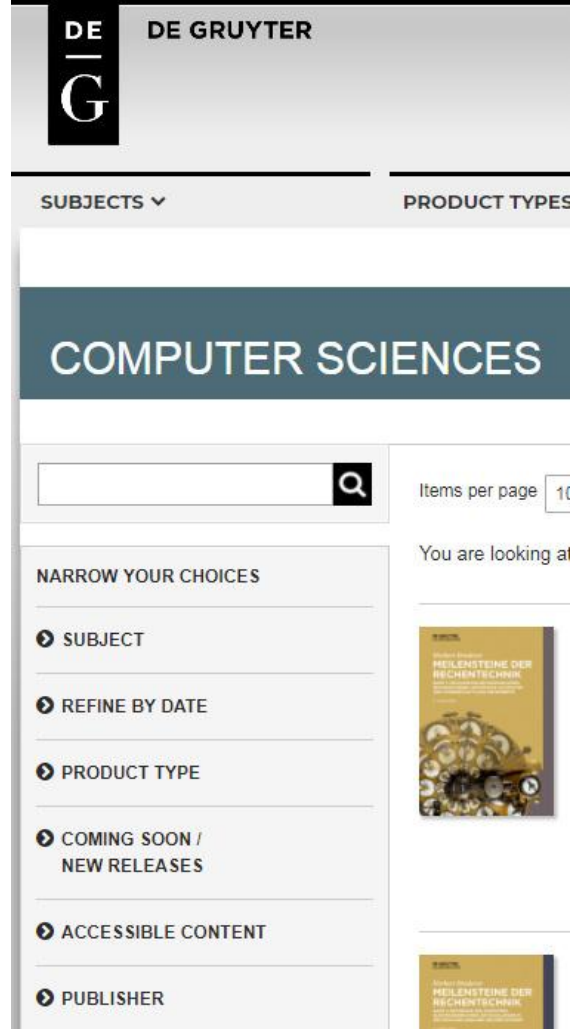 DE
G
DE GRUYTER
SUBJECTS
PRODUCT TYPES
COMPUTER SCIENCES
Items per page
You are looking at
NARROW YOUR CHOICES
SUBJECT
REFINE BY DATE
PRODUCT TYPE
COMING SOON /
NEW RELEASES
ACCESSIBLE CONTENT
PUBLISHER
MEILENSTEINE DER
RECHENTECHNIK
MEILENSTEINE DER
RECHENTECHNIK